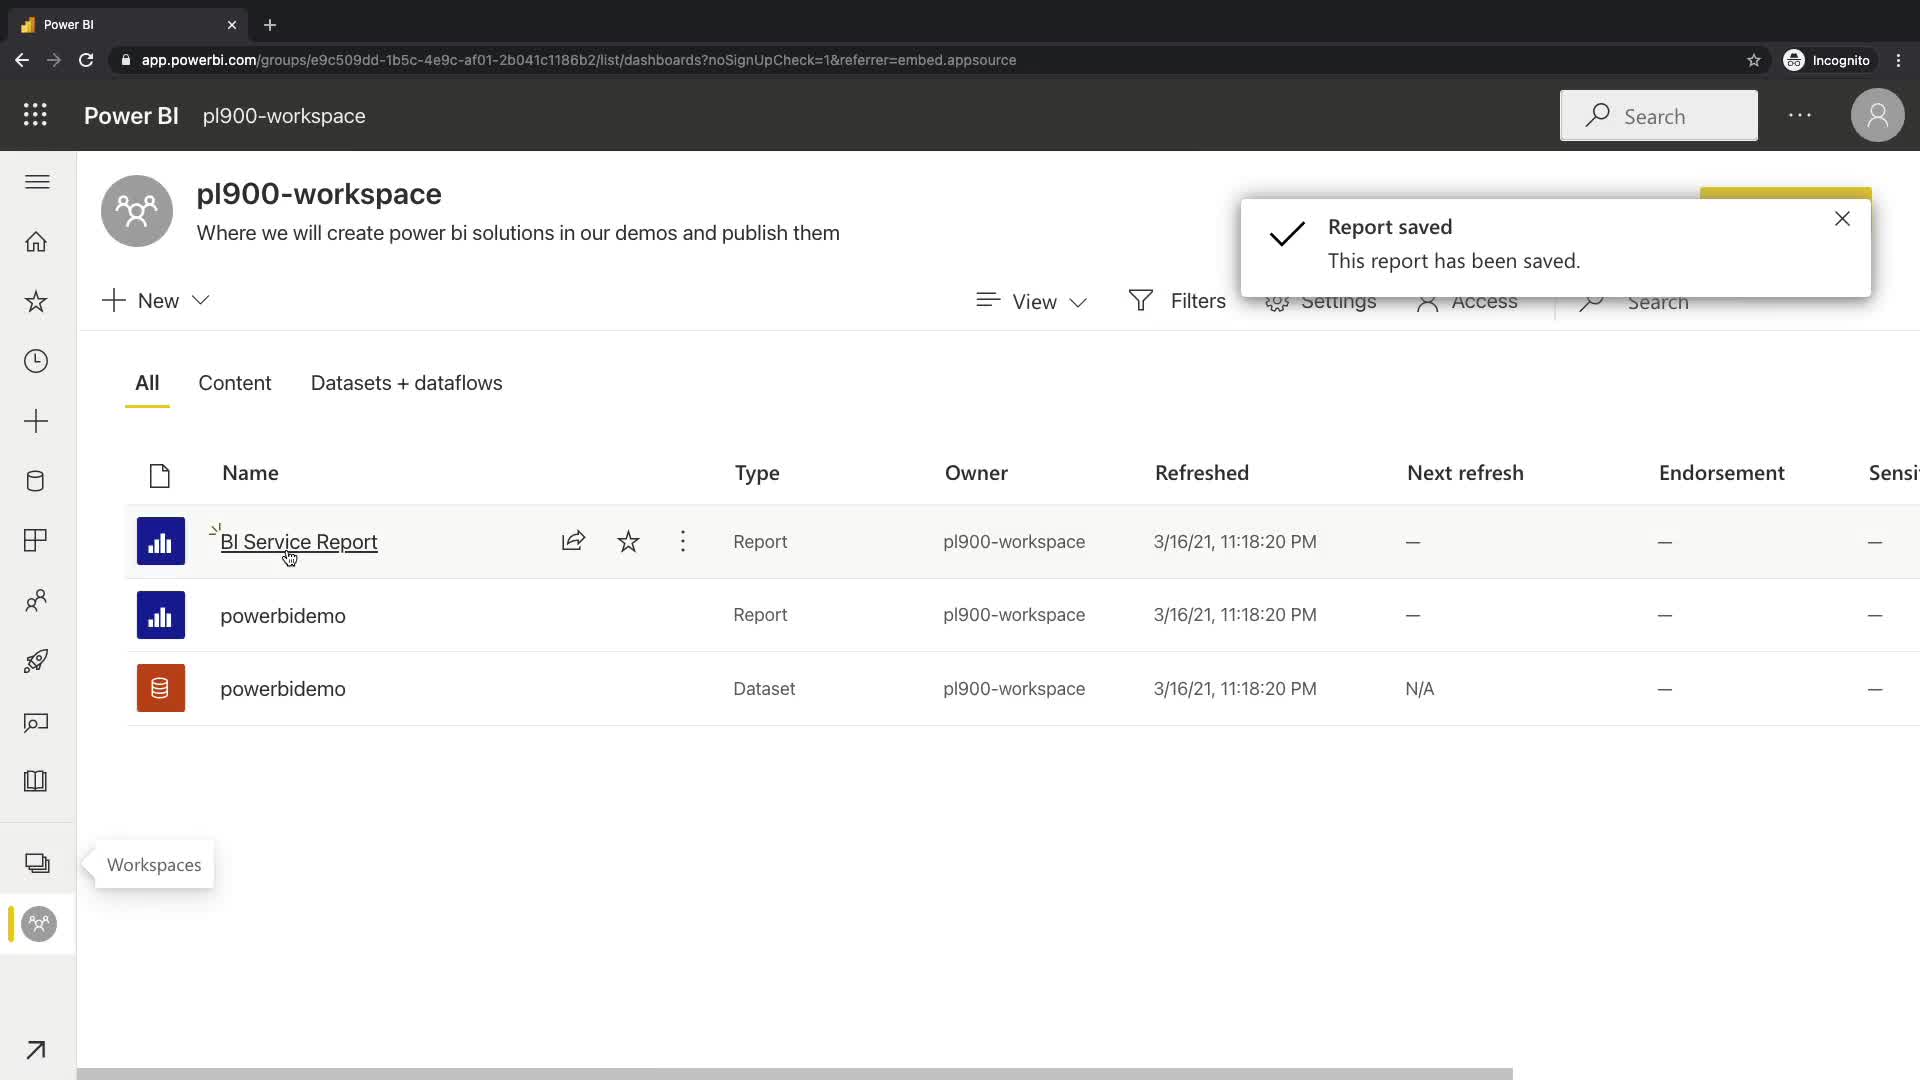 Power BI
app.powerbi.com/groups/e9c509dd-1b5c-4e9c-af01-2b041c1186b2/list/dashboards?noSignUpCheck=1&referrer=embed.appsource
Incognito
Power BI pl900-workspace
Search
pl900-workspace
Where we will create power bi solutions in our demos and publish them
Report saved
This report has been saved.
New
View
Filters
Settings
Access
Search
All Content Datasets + dataflows
Name Type Owner Refreshed Next refresh Endorsement Sensi
BI Service Report Report pl900-workspace 3/16/21, 11:18:20 PM — — —
powerbidemo Report pl900-workspace 3/16/21, 11:18:20 PM — — —
powerbidemo Dataset pl900-workspace 3/16/21, 11:18:20 PM N/A — —
Workspaces